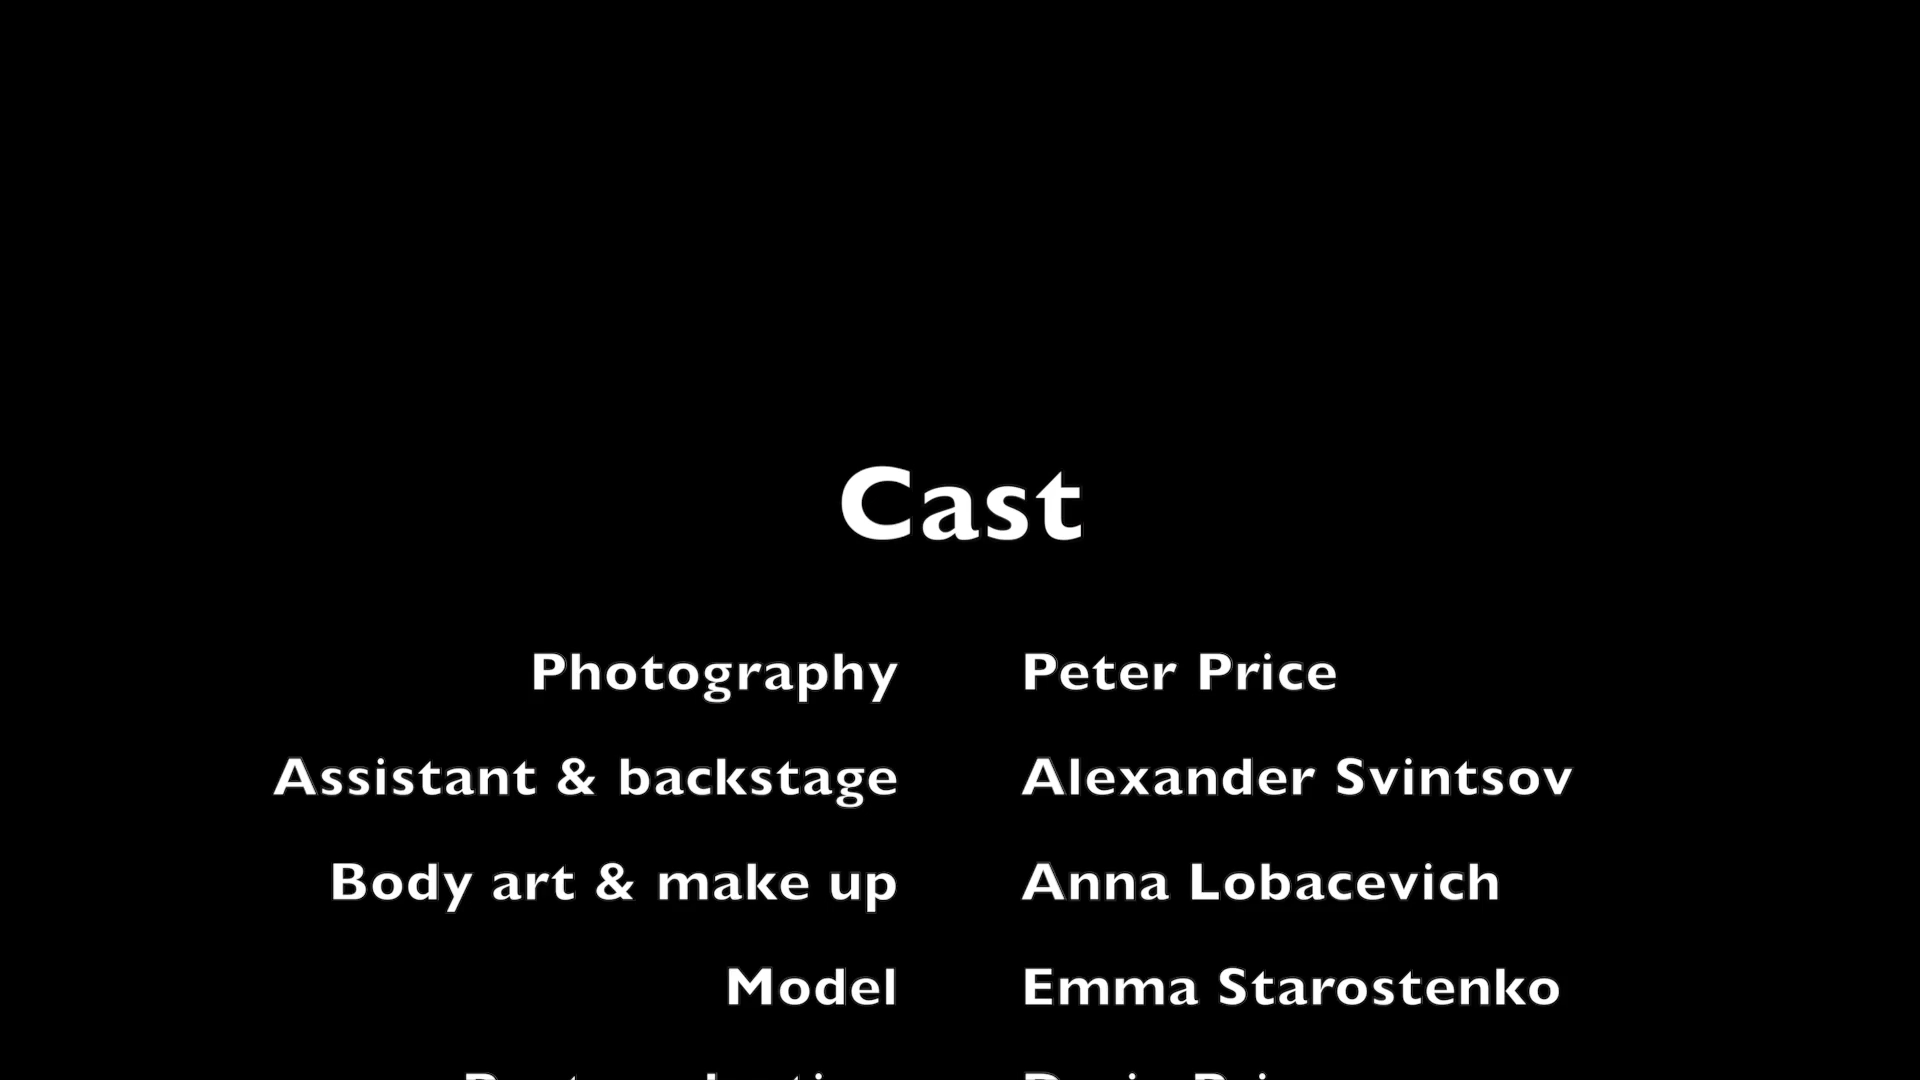 Cast
Photography Peter Price
Assistant & backstage Alexander Svintsov
Body art & make up Anna Lobacevich
Model Emma Starostenko